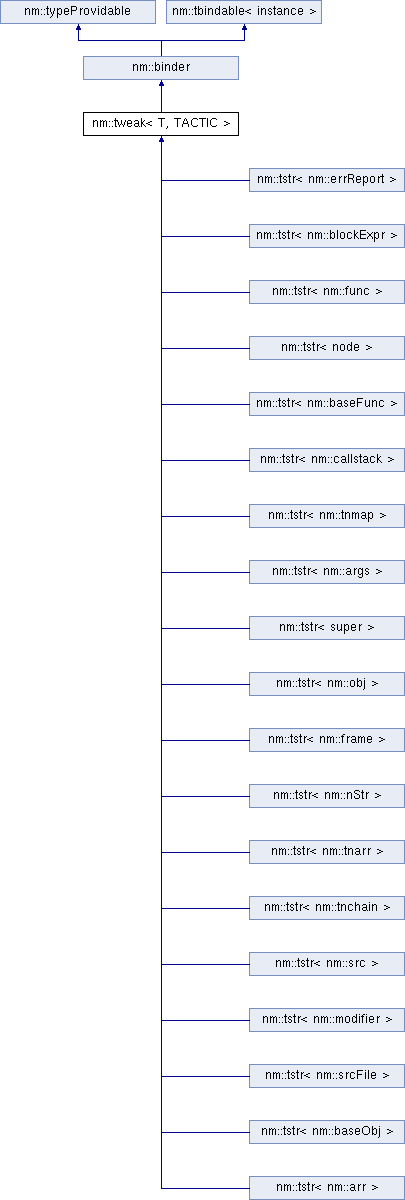 nm::typeProvidable
nm::tbindable< instance >
nm::binder
nm::tweak< T, TACTIC >
nm::tstr< nm::errReport >
nm::tstr< nm::blockExpr >
nm::tstr< nm::func >
nm::tstr< node >
nm::tstr< nm::baseFunc >
nm::tstr< nm::callstack >
nm::tstr< nm::tnmap >
nm::tstr< nm::args >
nm::tstr< super >
nm::tstr< nm::obj >
nm::tstr< nm::frame >
nm::tstr< nm::nStr >
nm::tstr< nm::tnarr >
nm::tstr< nm::tnchain >
nm::tstr< nm::src >
nm::tstr< nm::modifier >
nm::tstr< nm::srcFile >
nm::tstr< nm::baseObj >
nm::tstr< nm::arr >